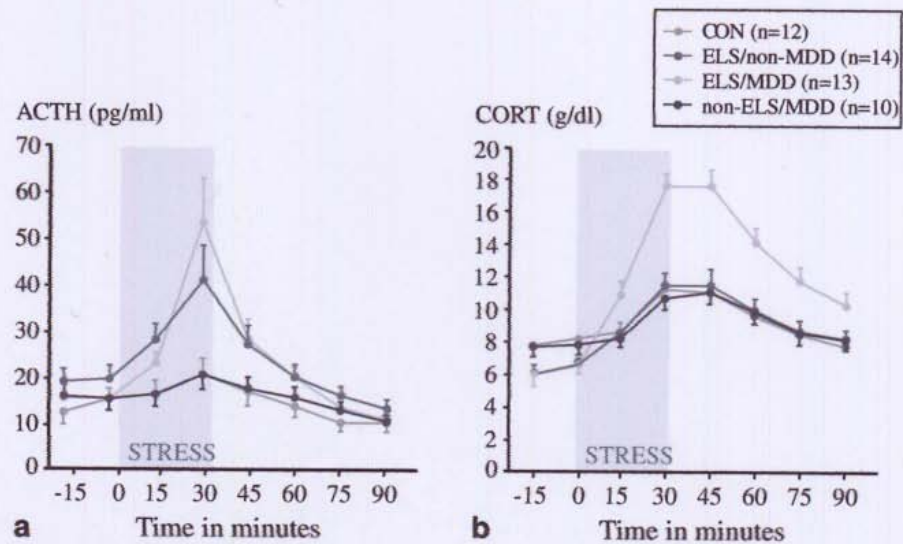 CON (n=12)
ELS/non-MDD (n=14)
ELS/MDD (n=13)
non-ELS/MDD (n=10)
ACTH (pg/ml)
70
60
50
40
30
20
10
0
STRESS
-15 0 15 30 45 60 75 90
a Time in minutes
CORT (g/dl)
20
18
16
14
12
10
8
6
4
2
0
STRESS
-15 0 15 30 45 60 75 90
b Time in minutes